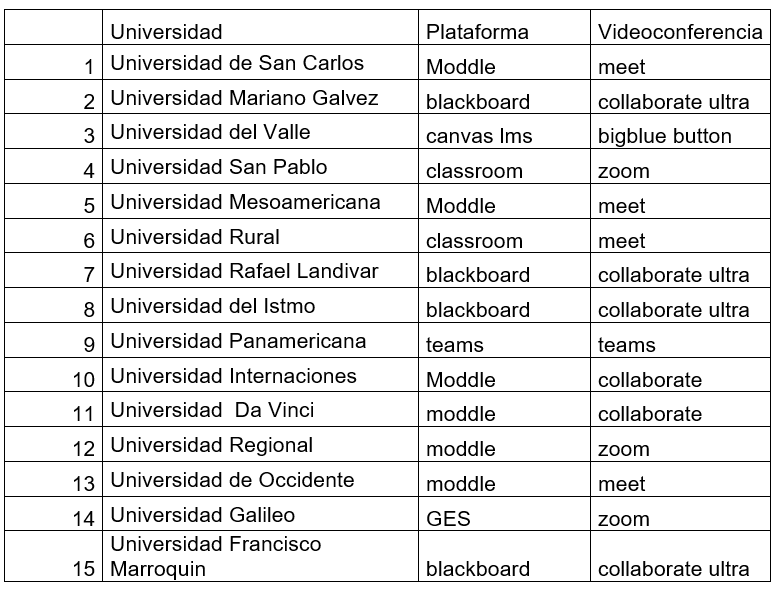 Universidad Plataforma Videoconferencia
1 Universidad de San Carlos Moddle meet
2 Universidad Mariano Galvez blackboard collaborate ultra
3 Universidad del Valle canvas lms bigblue button
4 Universidad San Pablo classroom zoom
5 Universidad Mesoamericana Moddle meet
6 Universidad Rural classroom meet
7 Universidad Rafael Landivar blackboard collaborate ultra
8 Universidad del Istmo blackboard collaborate ultra
9 Universidad Panamericana teams teams
10 Universidad Internaciones Moddle collaborate
11 Universidad  Da Vinci moddle collaborate
12 Universidad Regional moddle zoom
13 Universidad de Occidente moddle meet
14 Universidad Galileo GES zoom
Universidad Francisco
15 Marroquin blackboard collaborate ultra